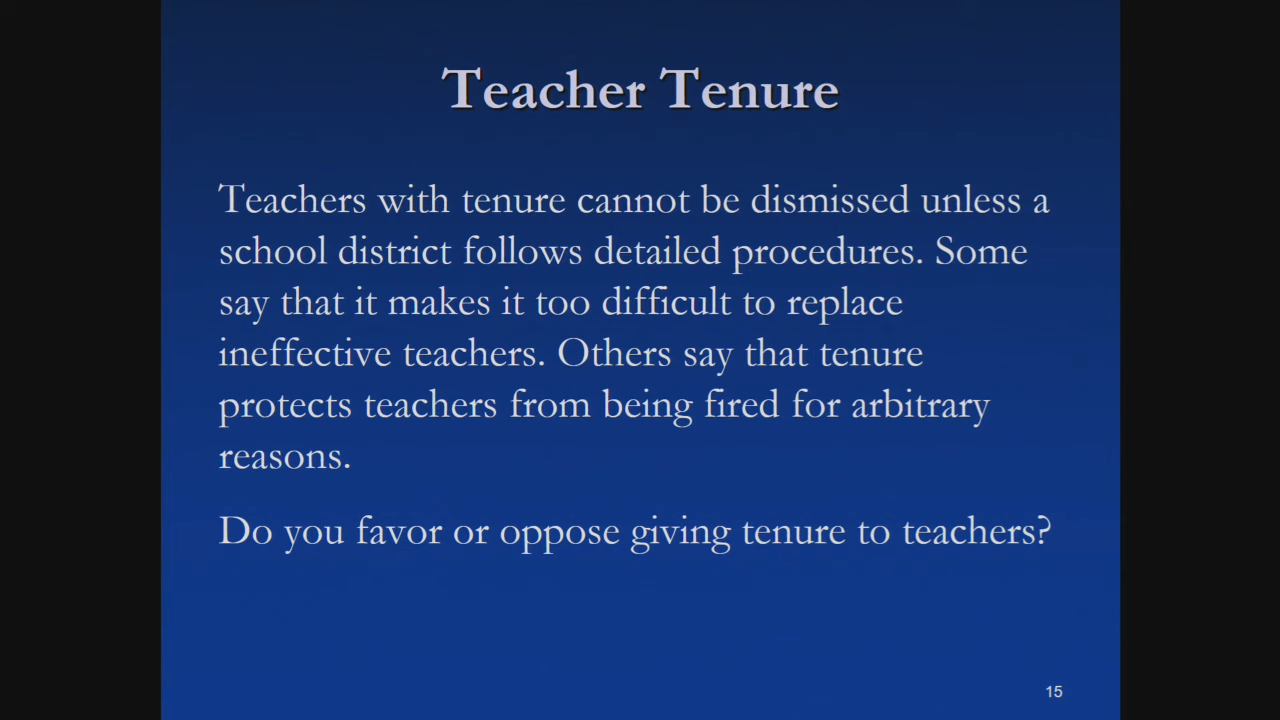 Teacher Tenure
Teachers with tenure cannot be dismissed unless a
school district follows detailed procedures. Some
say that it makes it too difficult to replace
ineffective teachers. Others say that tenure
protects teachers from being fired for arbitrary
reasons.
Do you favor or oppose giving tenure to teachers?
15